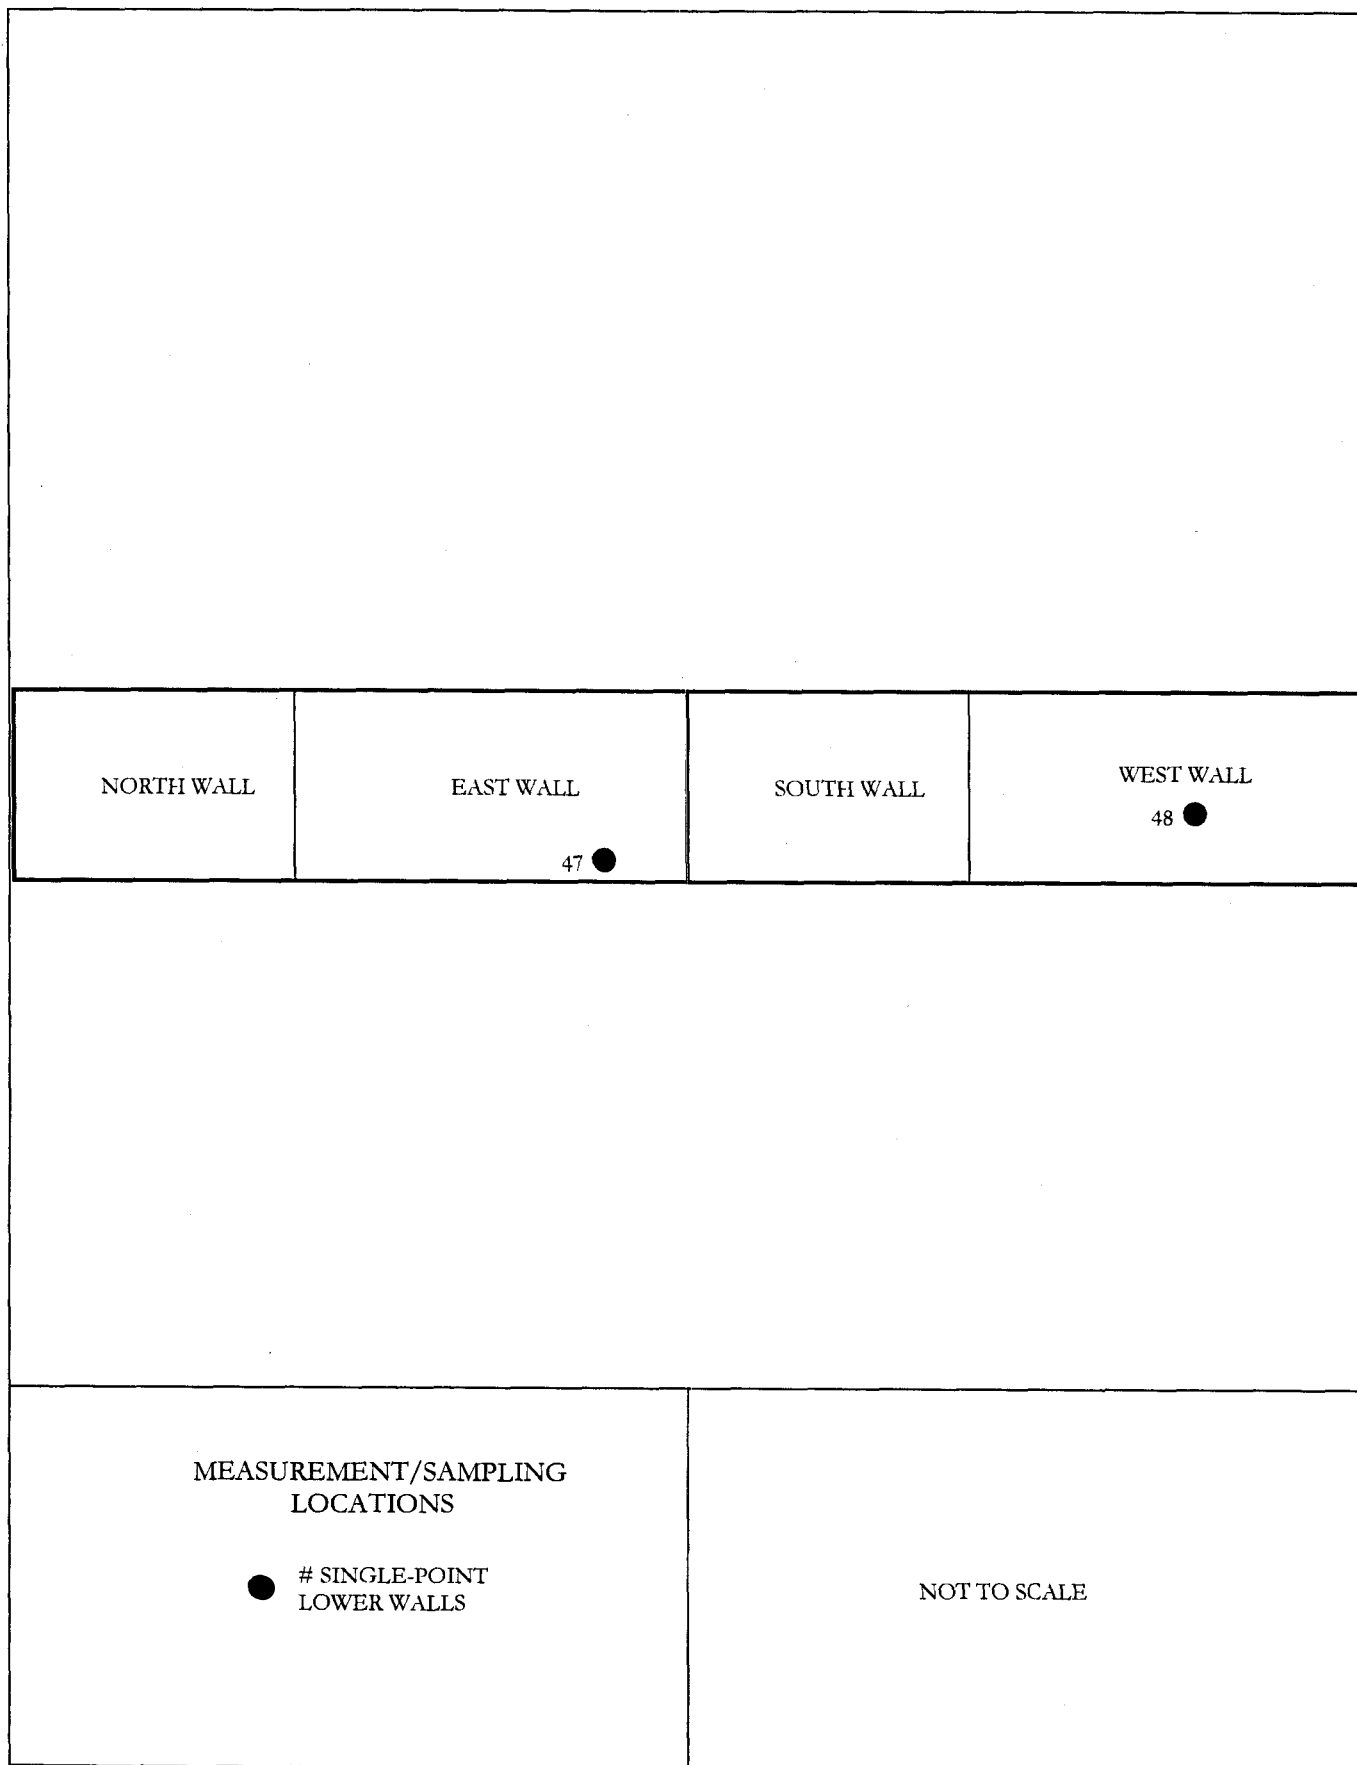 NORTH WALL
EAST WALL
SOUTH WALL
WEST WALL
48
47
MEASUREMENT/SAMPLING
LOCATIONS
# SINGLE-POINT
LOWER WALLS
NOT TO SCALE